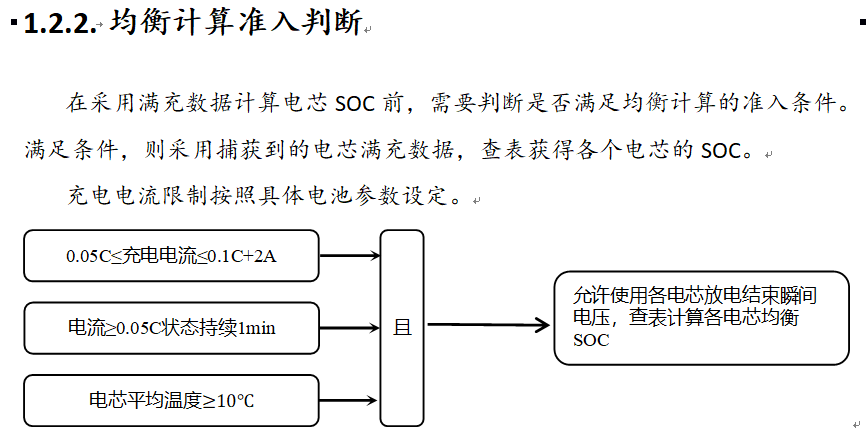 1.2.2. 均衡计算准入判断
在采用满充数据计算电芯 SOC 前，需要判断是否满足均衡计算的准入条件。
满足条件，则采用捕获到的电芯满充数据，查表获得各个电芯的 SOC。
充电电流限制按照具体电池参数设定。
0.05C≤充电电流≤0.1C+2A
电流≥0.05C状态持续1min
电芯平均温度≥10℃
且
允许使用各电芯放电结束瞬间
电压，查表计算各电芯均衡
SOC